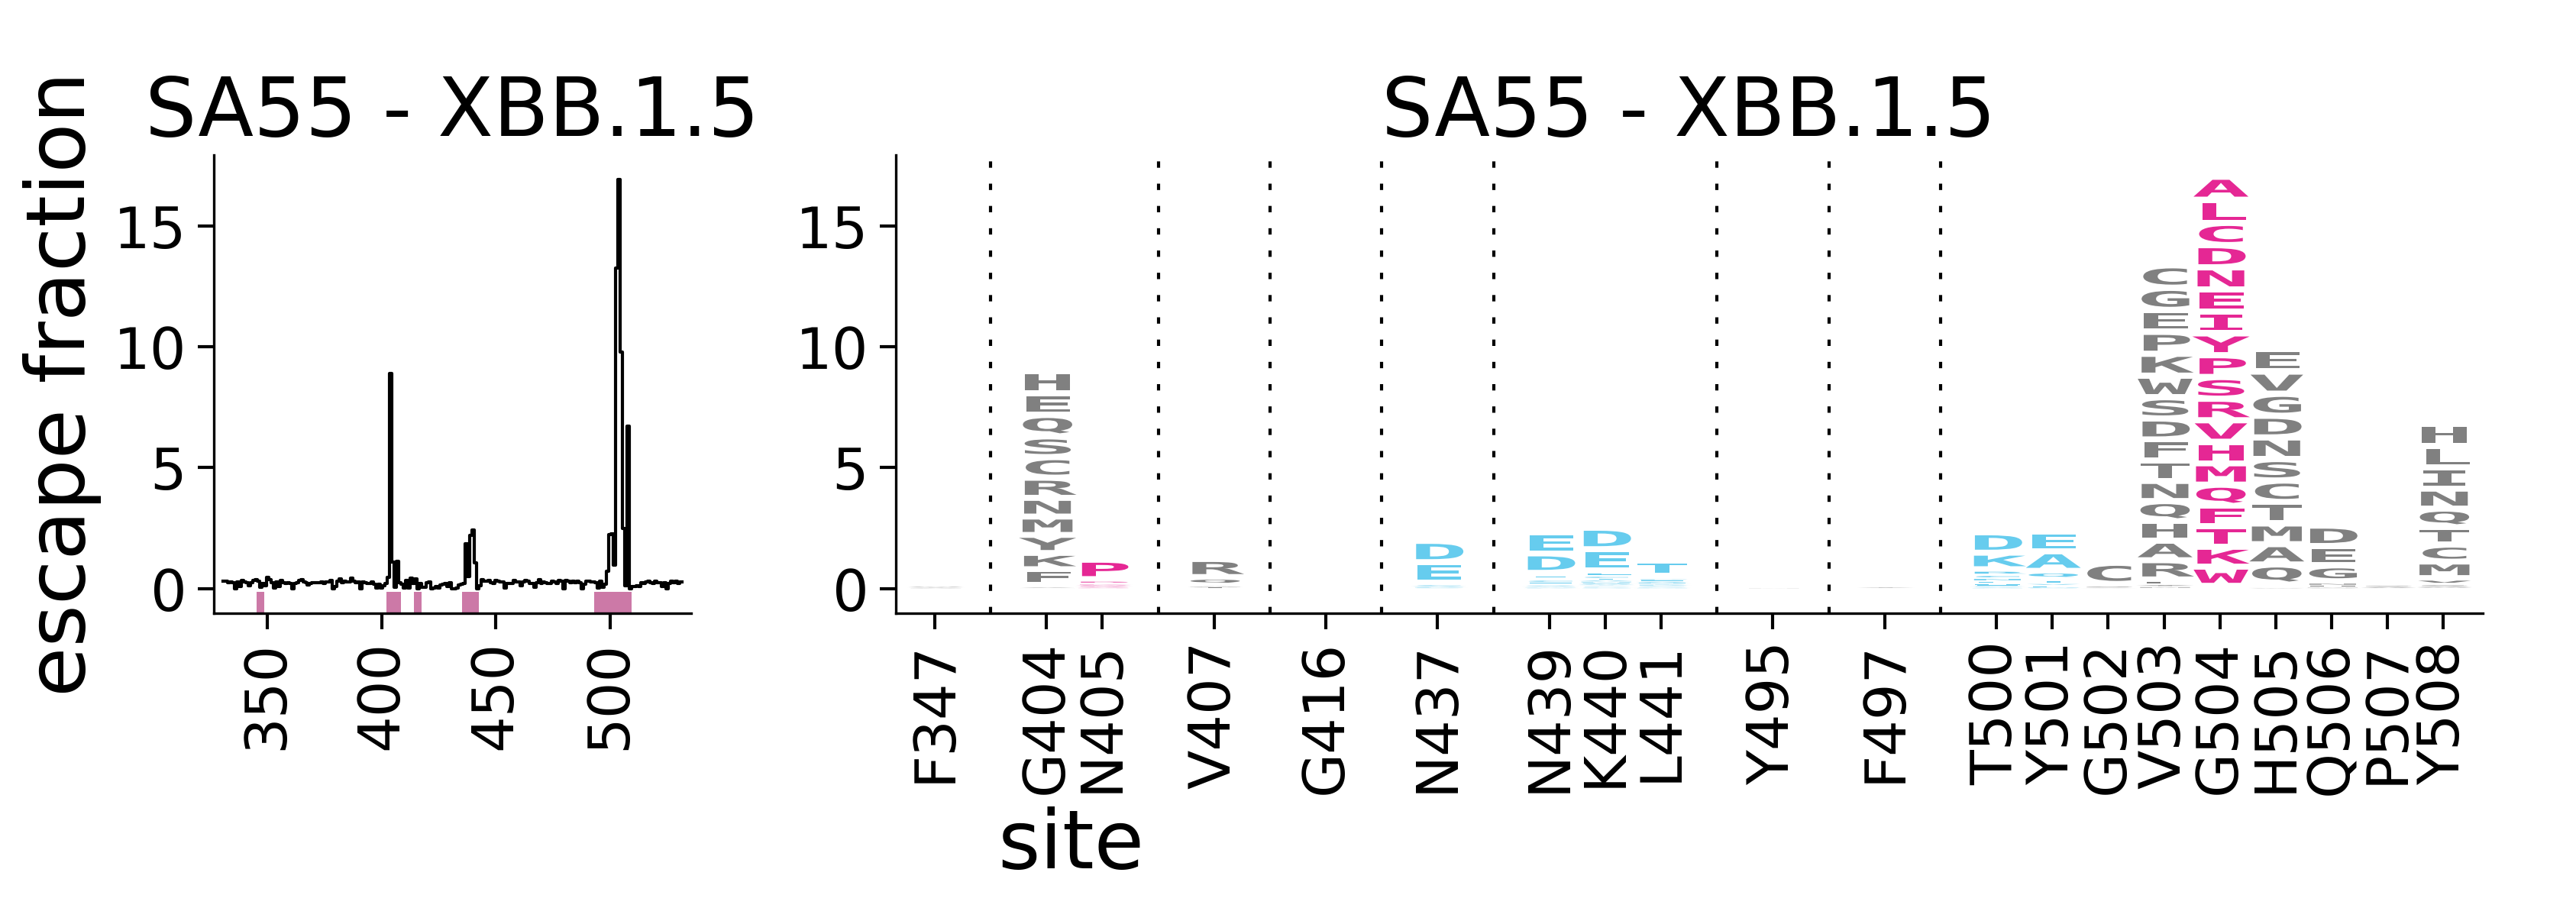 SA55 - XBB.1.5
SA55 - XBB.1.5
escape fraction
15
10
5
0
350
400
450
500
15
10
5
0
H
E
Q
S
C
R
N
M
Y
K
F
P
R
Q
D
E
E
D
D
E
T
D
K
E
A
C
C
G
E
P
K
W
S
D
F
T
N
Q
H
A
R
A
L
C
D
N
E
I
Y
P
S
R
V
H
M
Q
F
T
K
W
E
V
G
D
N
S
C
T
M
A
Q
D
E
G
H
L
I
N
Q
T
C
M
V
F347
G404
N405
V407
G416
N437
N439
K440
L441
Y495
F497
T500
Y501
G502
V503
G504
H505
Q506
P507
Y508
site